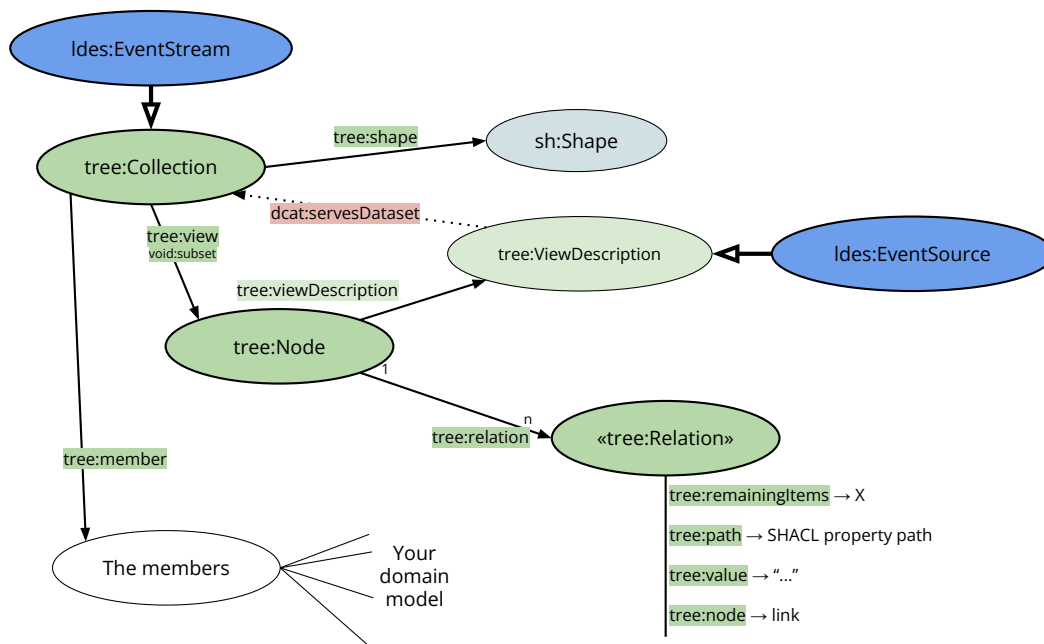 ldes:EventStream
tree:Collection
tree:shape
sh:Shape
dcat:servesDataset
tree:view
void:subset
tree:ViewDescription
ldes:EventSource
tree:viewDescription
tree:Node
1
n
tree:relation
«tree:Relation»
tree:member
tree:remainingItems → X
tree:path → SHACL property path
tree:value → “...”
tree:node → link
The members
Your
domain
model